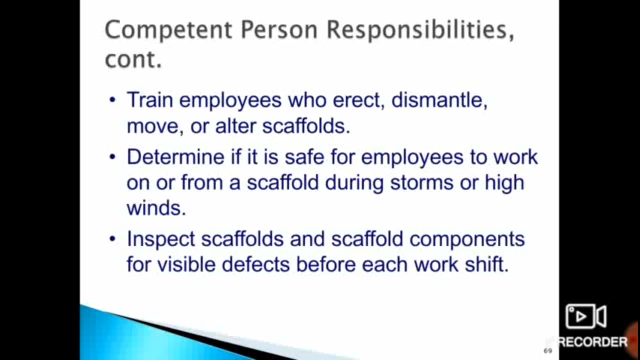 Competent Person Responsibilities,
cont.
• Train employees who erect, dismantle,
move, or alter scaffolds.
• Determine if it is safe for employees to work
on or from a scaffold during storms or high
winds.
• Inspect scaffolds and scaffold components
for visible defects before each work shift.
RECORDER
69